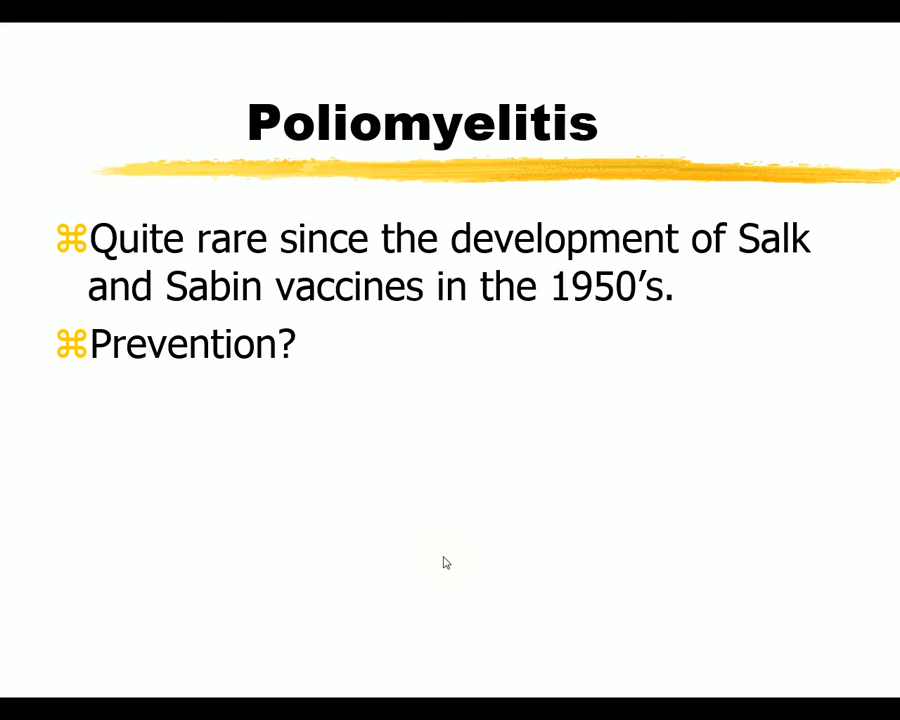 Poliomyelitis
⌘Quite rare since the development of Salk
and Sabin vaccines in the 1950’s.
⌘Prevention?